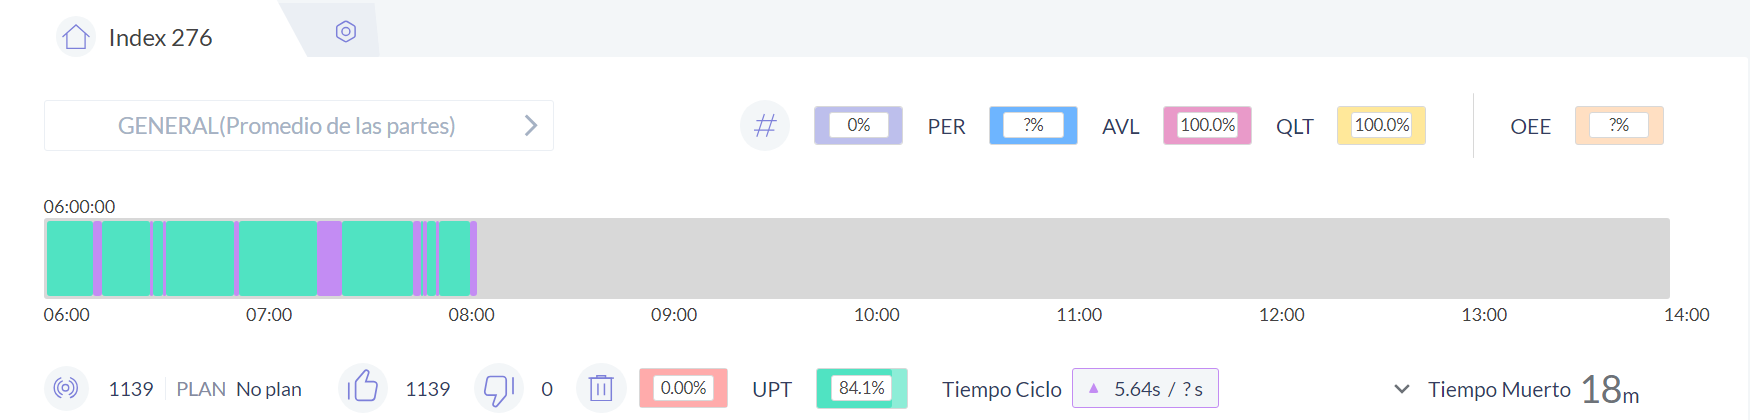 Index 276
GENERAL(Promedio de las partes)
# 0% PER ?% AVL 100.0% QLT 100.0% OEE ?%
06:00:00
06:00 07:00 08:00 09:00 10:00 11:00 12:00 13:00 14:00
1139 PLAN No plan 1139 0 0.00% UPT 84.1% Tiempo Ciclo 5.64s / ? s Tiempo Muerto 18m